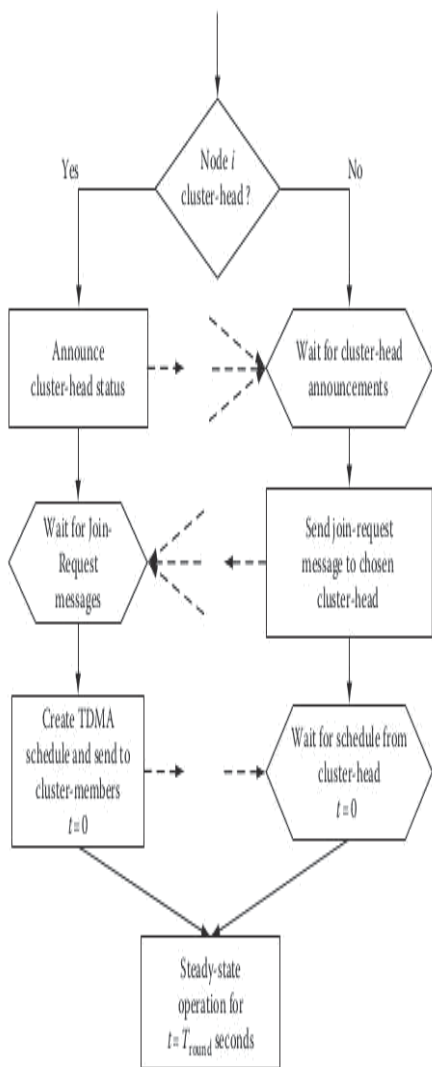 Node i
cluster-head ?
Yes
No
Announce
cluster-head status
Wait for cluster-head
announcements
Wait for Join-
Request
messages
Send join-request
message to chosen
cluster-head
Create TDMA
schedule and send to
cluster-members
t = 0
Wait for schedule from
cluster-head
t = 0
Steady-state
operation for
t = Tround seconds